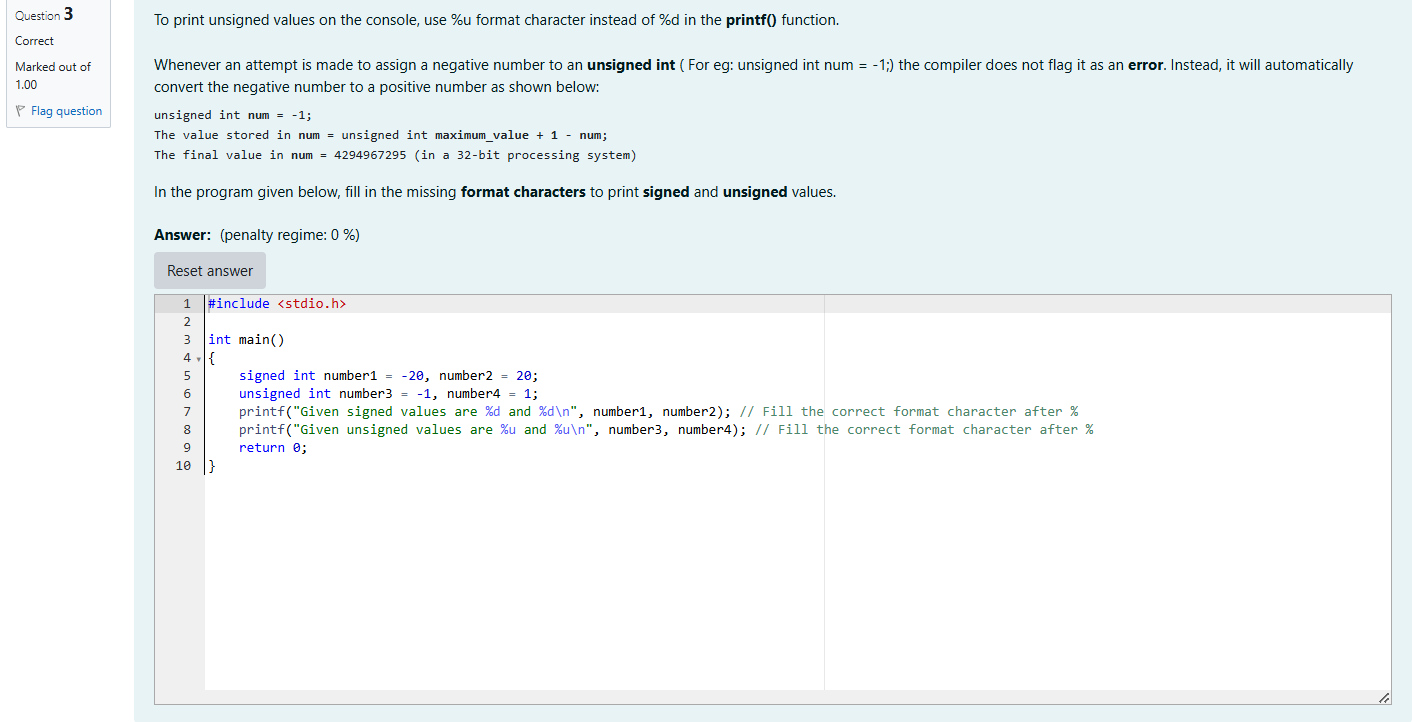 Question 3
Correct
Marked out of
1.00
Flag question
To print unsigned values on the console, use %u format character instead of %d in the printf() function.
Whenever an attempt is made to assign a negative number to an unsigned int ( For eg: unsigned int num = -1;) the compiler does not flag it as an error. Instead, it will automatically
convert the negative number to a positive number as shown below:
unsigned int num = -1;
The value stored in num = unsigned int maximum_value + 1 - num;
The final value in num = 4294967295 (in a 32-bit processing system)
In the program given below, fill in the missing format characters to print signed and unsigned values.
Answer: (penalty regime: 0 %)
Reset answer
1 #include <stdio.h>
2
3 int main()
4 {
5     signed int number1 = -20, number2 = 20;
6     unsigned int number3 = -1, number4 = 1;
7     printf("Given signed values are %d and %d\n", number1, number2); // Fill the correct format character after %
8     printf("Given unsigned values are %u and %u\n", number3, number4); // Fill the correct format character after %
9     return 0;
10 }